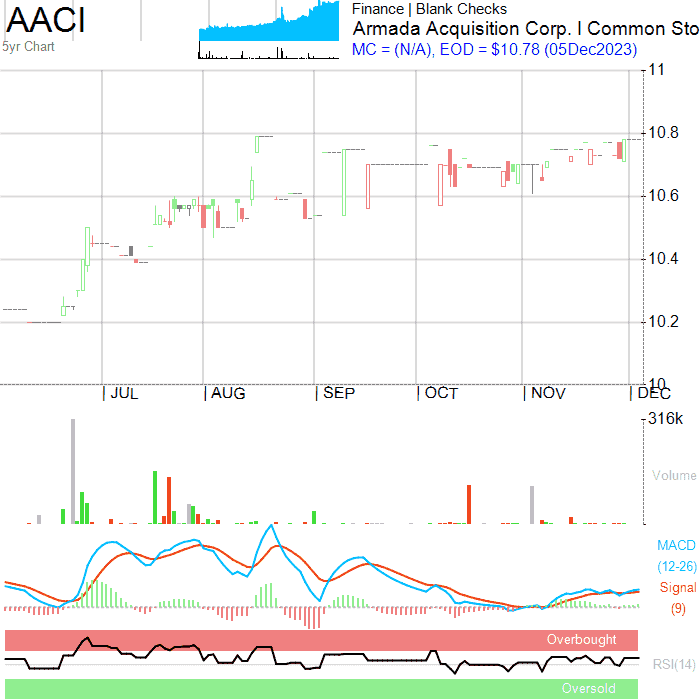 AACI
5yr Chart
Finance | Blank Checks
Armada Acquisition Corp. I Common Sto
MC = (N/A), EOD = $10.78 (05Dec2023)
11
10.8
10.6
10.4
10.2
10
JUL
AUG
SEP
OCT
NOV
DEC
316k
Volume
MACD
(12-26)
Signal
(9)
Overbought
RSI(14)
Oversold